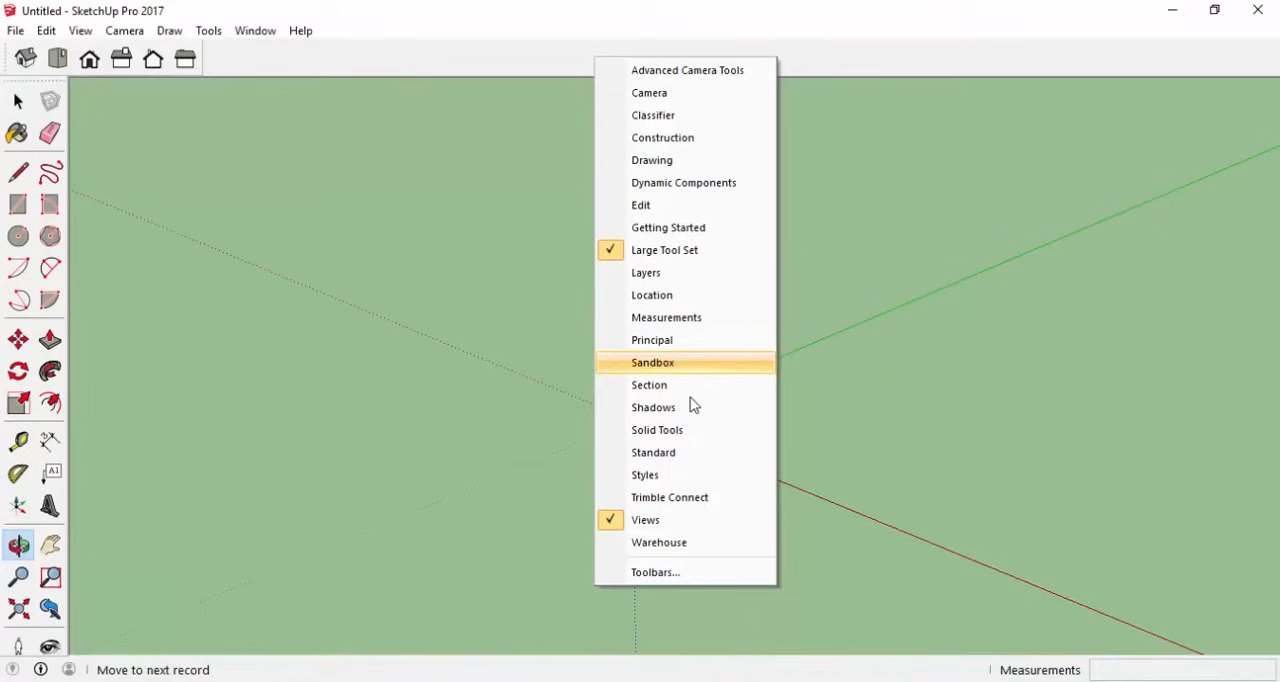 Untitled - SketchUp Pro 2017
File Edit View Camera Draw Tools Window Help
Advanced Camera Tools
Camera
Classifier
Construction
Drawing
Dynamic Components
Edit
Getting Started
Large Tool Set
Layers
Location
Measurements
Principal
Sandbox
Section
Shadows
Solid Tools
Standard
Styles
Trimble Connect
Views
Warehouse
Toolbars...
A1
Move to next record
Measurements